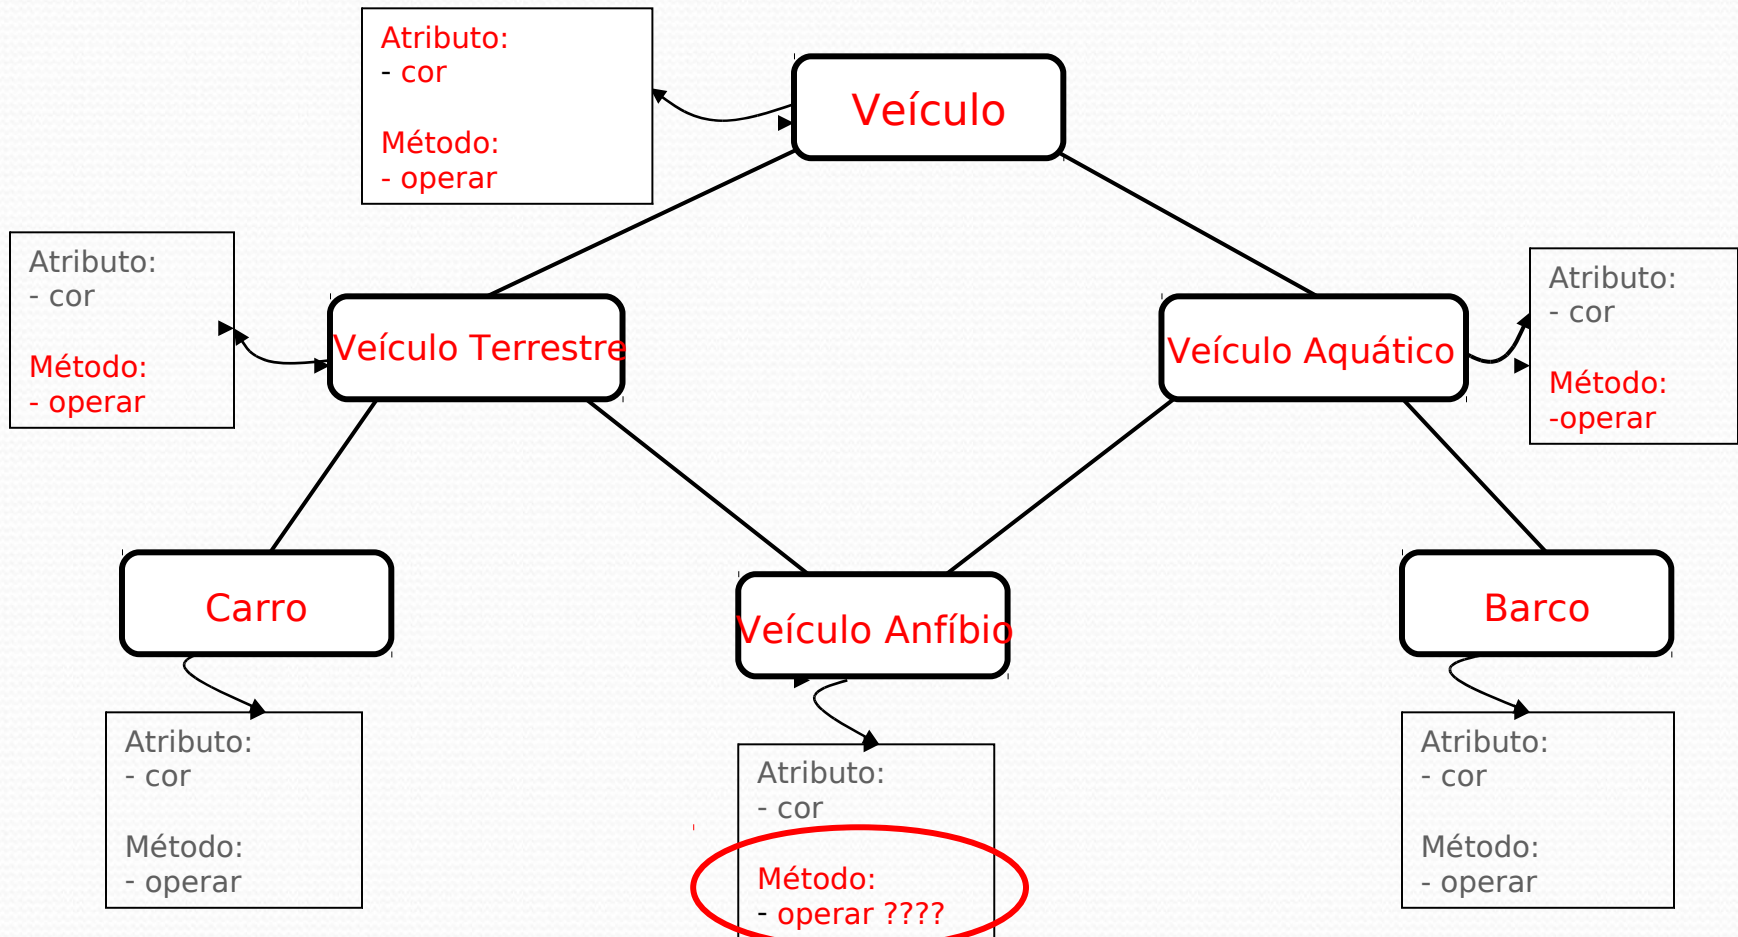 Atributo:
- cor
Método:
- operar
Veículo
Atributo:
- cor
Método:
- operar
Veículo Terrestre
Veículo Aquático
Atributo:
- cor
Método:
-operar
Carro
Veículo Anfíbio
Barco
Atributo:
- cor
Método:
- operar
Atributo:
- cor
Método:
- operar ????
Atributo:
- cor
Método:
- operar